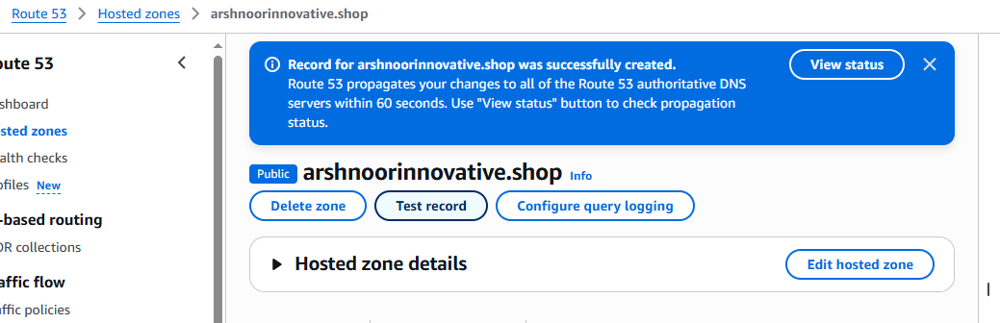 Route 53 > Hosted zones > arshnoorinnovative.shop
oute 53
shboard
sted zones
alth checks
ofiles New
-based routing
DR collections
affic flow
ffic policies
Record for arshnoorinnovative.shop was successfully created.
Route 53 propagates your changes to all of the Route 53 authoritative DNS
servers within 60 seconds. Use "View status" button to check propagation
status.
View status
Public arshnoorinnovative.shop Info
Delete zone Test record Configure query logging
Hosted zone details
Edit hosted zone